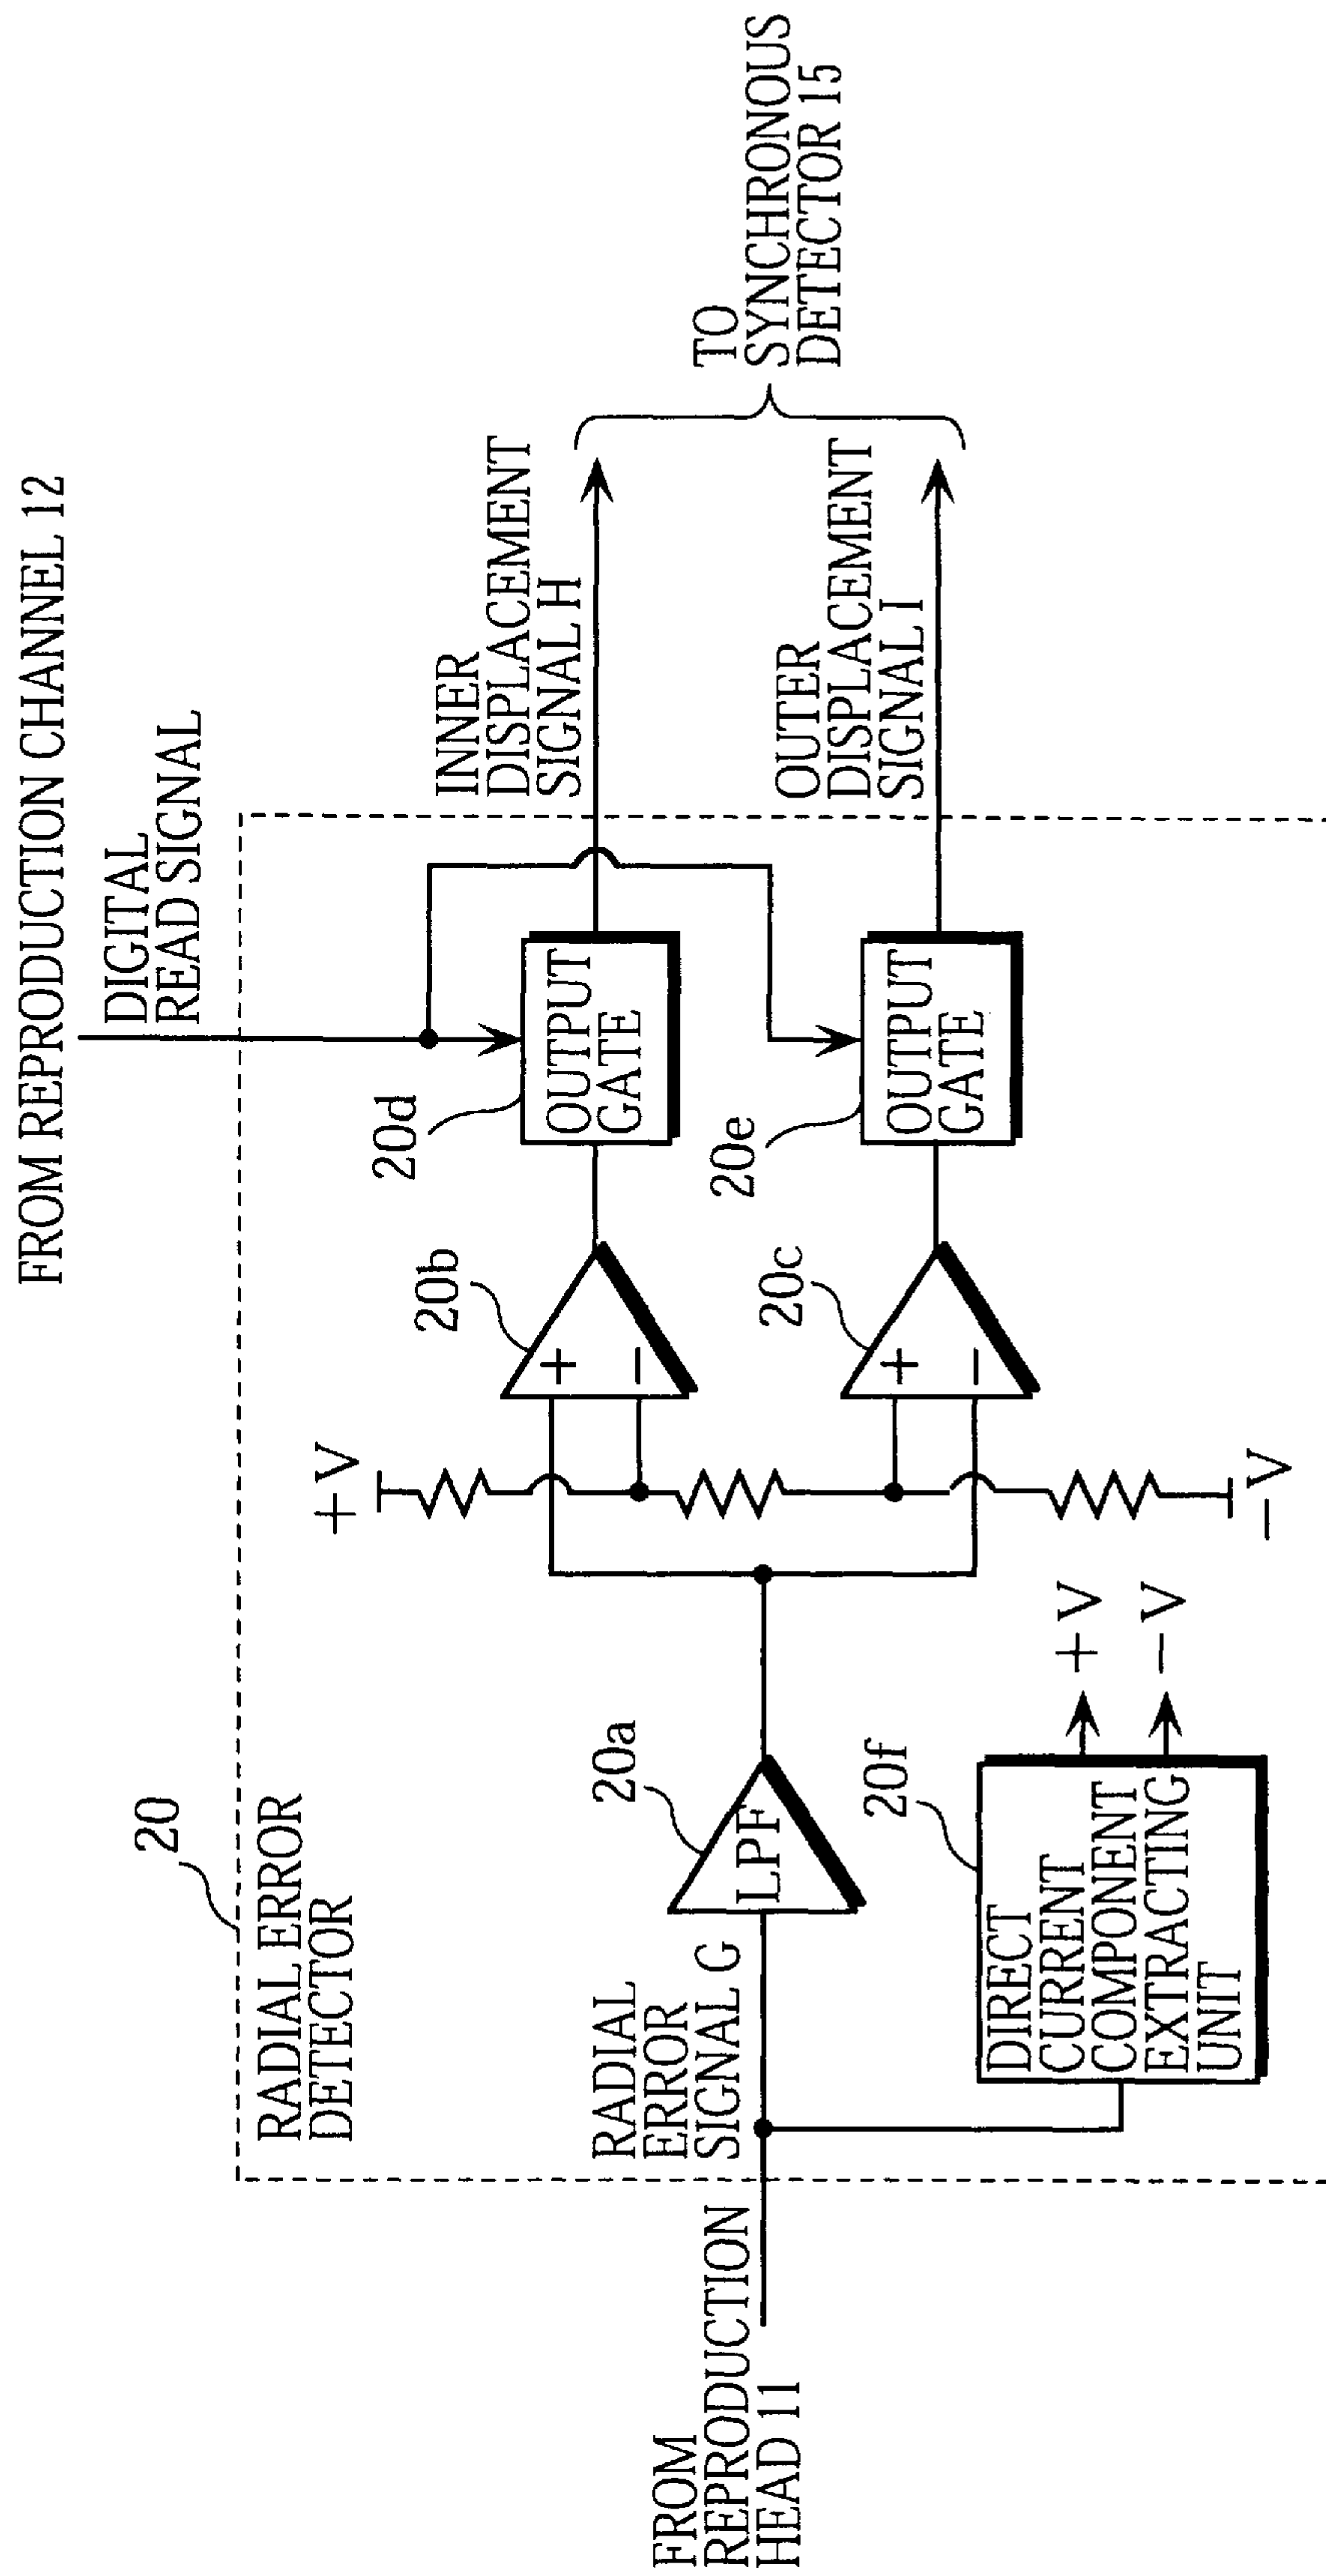 FROM REPRODUCTION CHANNEL 12
DIGITAL
READ SIGNAL
20
RADIAL ERROR
DETECTOR
FROM
REPRODUCTION
HEAD 11
RADIAL
ERROR
SIGNAL G
20a
LPF
20f
DIRECT
CURRENT
COMPONENT
EXTRACTING
UNIT
+V
−V
+V
−V
20b
+
−
20c
+
−
20d
OUTPUT
GATE
20e
OUTPUT
GATE
INNER
DISPLACEMENT
SIGNAL H
OUTER
DISPLACEMENT
SIGNAL I
TO
SYNCHRONOUS
DETECTOR 15